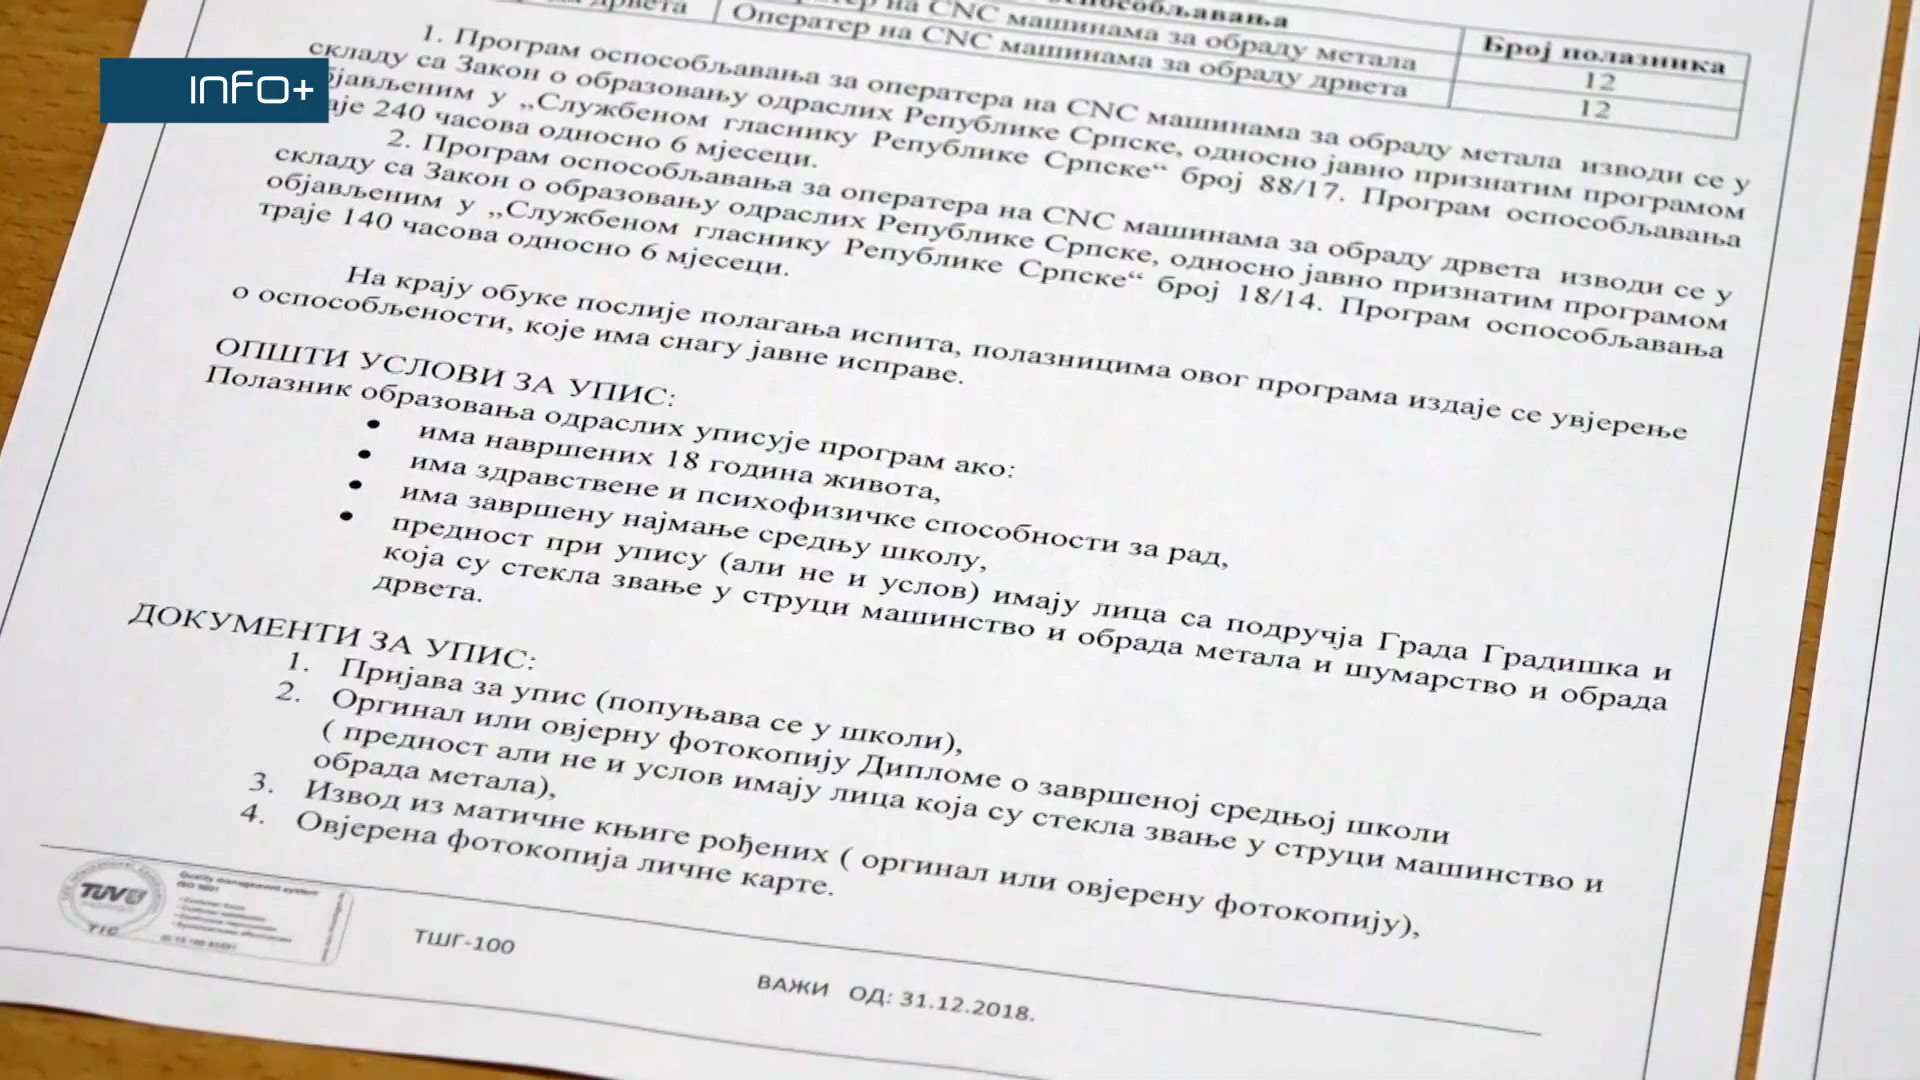 INFO+
Оператер на CNC машинама за обраду метала
Оператер на CNC машинама за обраду дрвета
Број полазника
12
12
1. Програм оспособљавања за оператера на CNC машинама за обраду метала изводи се у
складу са Закон о образовању одраслих Републике Српске, односно јавно признатим програмом
објављеним у „Службеном гласнику Републике Српске“ број 88/17. Програм оспособљавања
траје 240 часова односно 6 мјесеци.
2. Програм оспособљавања за оператера на CNC машинама за обраду дрвета изводи се у
складу са Закон о образовању одраслих Републике Српске, односно јавно признатим програмом
објављеним у „Службеном гласнику Републике Српске“ број 18/14. Програм оспособљавања
траје 140 часова односно 6 мјесеци.
На крају обуке послије полагања испита, полазницима овог програма издаје се увјерење
о оспособљености, које има снагу јавне исправе.
ОПШТИ УСЛОВИ ЗА УПИС:
Полазник образовања одраслих уписује програм ако:
• има навршених 18 година живота,
• има здравствене и психофизичке способности за рад,
• има завршену најмање средњу школу,
• предност при упису (али не и услов) имају лица са подручја Града Градишка и
која су стекла звање у струци машинство и обрада метала и шумарство и обрада
дрвета.
ДОКУМЕНТИ ЗА УПИС:
1. Пријава за упис (попуњава се у школи),
2. Оргинал или овјерну фотокопију Дипломе о завршеној средњој школи
( предност али не и услов имају лица која су стекла звање у струци машинство и
обрада метала),
3. Извод из матичне књиге рођених ( оргинал или овјерену фотокопију),
4. Овјерена фотокопија личне карте.
TUV
TIC
Quality management system
ISO 9001
ТШГ-100
ВАЖИ ОД: 31.12.2018.